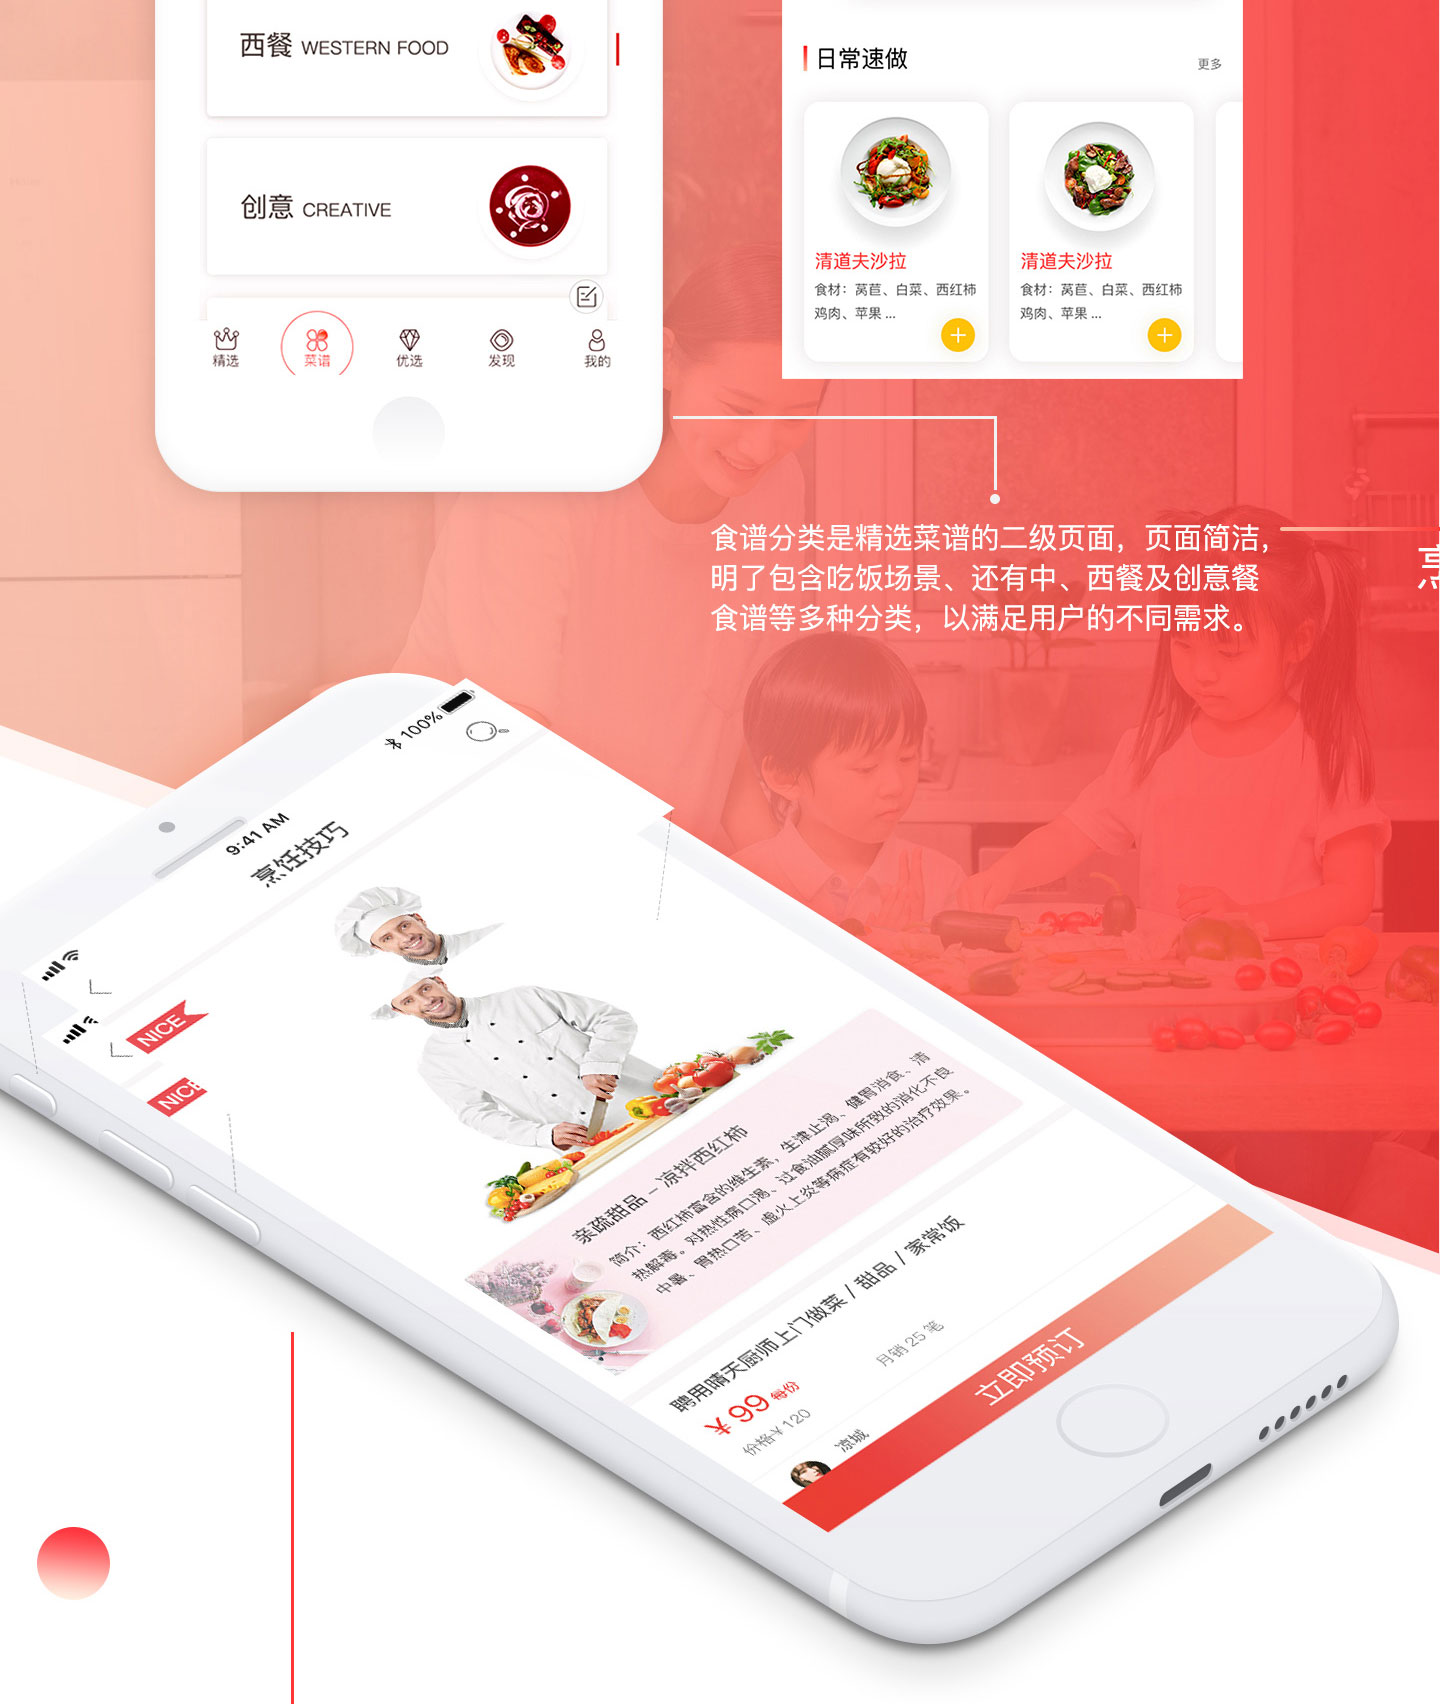 西餐 WESTERN FOOD
创意 CREATIVE
精选
菜谱
优选
发现
我的
日常速做
更多
清道夫沙拉
食材：莴苣、白菜、西红柿
鸡肉、苹果 ...
清道夫沙拉
食材：莴苣、白菜、西红柿
鸡肉、苹果 ...
食谱分类是精选菜谱的二级页面，页面简洁，
明了包含吃饭场景、还有中、西餐及创意餐
食谱等多种分类，以满足用户的不同需求。
烹
100%
9:41 AM
烹饪技巧
NICE
NICE
亲疏甜品 – 凉拌西红柿
简介：西红柿富含的维生素，生津止渴、健胃消食、清
热解毒。对热性病口渴、过食油腻厚味所致的消化不良
中暑、胃热口苦、虚火上炎等病症有较好的治疗效果。
聘用晴天厨师上门做菜 / 甜品 / 家常饭
¥ 99 每份
价格¥ 120
月销 25 笔
凉城
立即预订